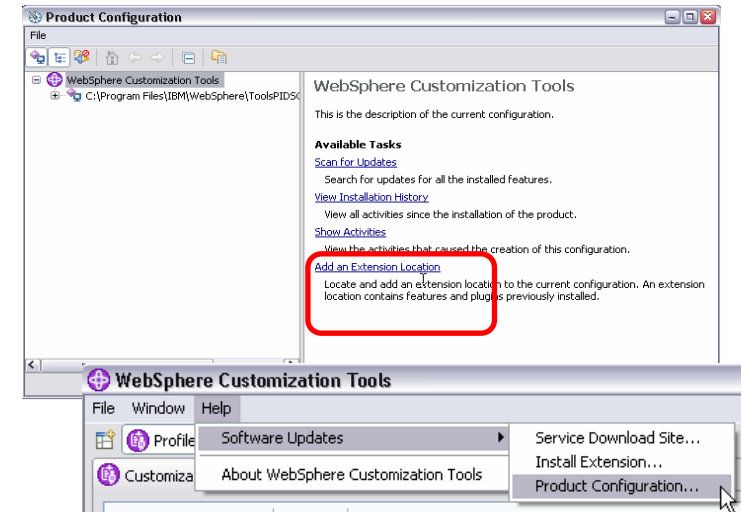 Product Configuration
File
WebSphere Customization Tools
C:\Program Files\IBM\WebSphere\ToolsPIDSC
WebSphere Customization Tools
This is the description of the current configuration.
Available Tasks
Scan for Updates
Search for updates for all the installed features.
View Installation History
View all activities since the installation of the product.
Show Activities
View the activities that caused the creation of this configuration.
Add an Extension Location
Locate and add an extension location to the current configuration. An extension
location contains features and plugins previously installed.
WebSphere Customization Tools
File Window Help
Profile
Customiza
Software Updates
About WebSphere Customization Tools
Service Download Site...
Install Extension...
Product Configuration...